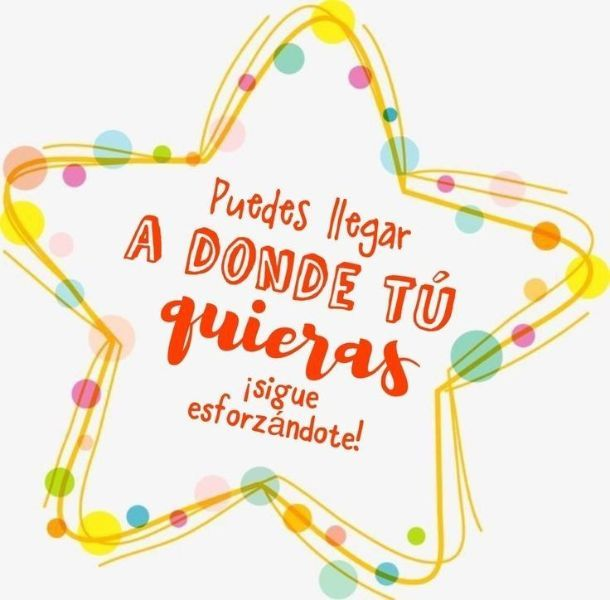 Puedes llegar
A DONDE TÚ
quieras
¡sigue
esforzándote!